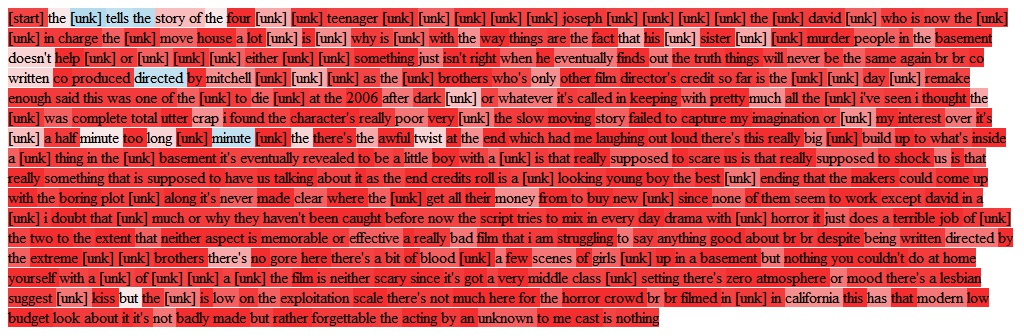 [start] the [unk] tells the story of the four [unk] [unk] teenager [unk] [unk] [unk] [unk] [unk] joseph [unk] [unk] [unk] [unk] the [unk] david [unk] who is now the [unk]
[unk] in charge the [unk] move house a lot [unk] is [unk] why is [unk] with the way things are the fact that his [unk] sister [unk] [unk] murder people in the basement
doesn't help [unk] or [unk] [unk] [unk] either [unk] [unk] something just isn't right when he eventually finds out the truth things will never be the same again br br co
written co produced directed by mitchell [unk] [unk] [unk] as the [unk] brothers who's only other film director's credit so far is the [unk] [unk] day [unk] remake
enough said this was one of the [unk] to die [unk] at the 2006 after dark [unk] or whatever it's called in keeping with pretty much all the [unk] i've seen i thought the
[unk] was complete total utter crap i found the character's really poor very [unk] the slow moving story failed to capture my imagination or [unk] my interest over it's
[unk] a half minute too long [unk] minute [unk] the there's the awful twist at the end which had me laughing out loud there's this really big [unk] build up to what's inside
a [unk] thing in the [unk] basement it's eventually revealed to be a little boy with a [unk] is that really supposed to scare us is that really supposed to shock us is that
really something that is supposed to have us talking about it as the end credits roll is a [unk] looking young boy the best [unk] ending that the makers could come up
with the boring plot [unk] along it's never made clear where the [unk] get all their money from to buy new [unk] since none of them seem to work except david in a
[unk] i doubt that [unk] much or why they haven't been caught before now the script tries to mix in every day drama with [unk] horror it just does a terrible job of [unk]
the two to the extent that neither aspect is memorable or effective a really bad film that i am struggling to say anything good about br br despite being written directed by
the extreme [unk] [unk] brothers there's no gore here there's a bit of blood [unk] a few scenes of girls [unk] up in a basement but nothing you couldn't do at home
yourself with a [unk] of [unk] [unk] a [unk] the film is neither scary since it's got a very middle class [unk] setting there's zero atmosphere or mood there's a lesbian
suggest [unk] kiss but the [unk] is low on the exploitation scale there's not much here for the horror crowd br br filmed in [unk] in california this has that modern low
budget look about it it's not badly made but rather forgettable the acting by an unknown to me cast is nothing